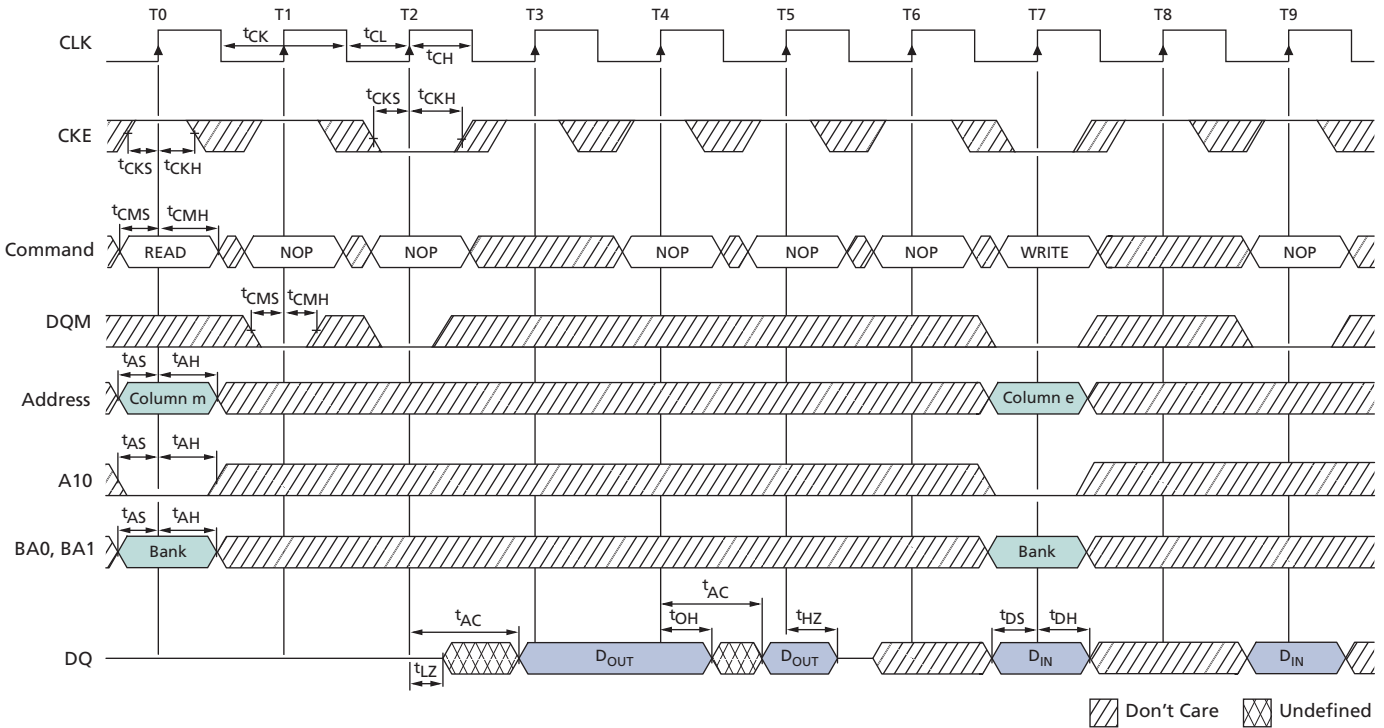 T0 T1 T2 T3 T4 T5 T6 T7 T8 T9
CLK tCK tCL tCH
tCKS tCKH
CKE
tCKS tCKH
tCMS tCMH
Command READ NOP NOP NOP NOP NOP WRITE NOP
tCMS tCMH
DQM
tAS tAH
Address Column m Column e
tAS tAH
A10
tAS tAH
BA0, BA1 Bank Bank
tAC tAC tOH tHZ tDS tDH
DQ DOUT DOUT DIN DIN
tLZ
Don't Care Undefined